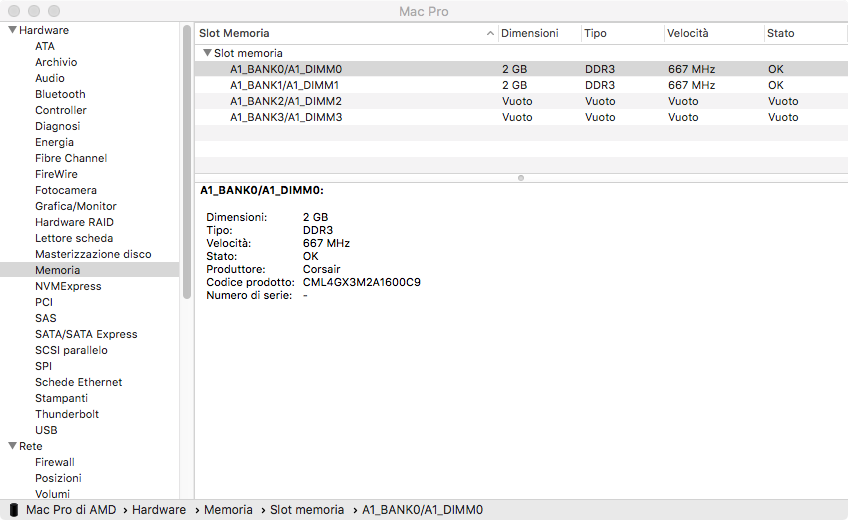 Mac Pro
Hardware
ATA
Archivio
Audio
Bluetooth
Controller
Diagnosi
Energia
Fibre Channel
FireWire
Fotocamera
Grafica/Monitor
Hardware RAID
Lettore scheda
Masterizzazione disco
Memoria
NVMExpress
PCI
SAS
SATA/SATA Express
SCSI parallelo
SPI
Schede Ethernet
Stampanti
Thunderbolt
USB
Rete
Firewall
Posizioni
Volumi
Slot Memoria Dimensioni Tipo Velocità Stato
Slot memoria
A1_BANK0/A1_DIMM0 2 GB DDR3 667 MHz OK
A1_BANK1/A1_DIMM1 2 GB DDR3 667 MHz OK
A1_BANK2/A1_DIMM2 Vuoto Vuoto Vuoto Vuoto
A1_BANK3/A1_DIMM3 Vuoto Vuoto Vuoto Vuoto
A1_BANK0/A1_DIMM0:
Dimensioni: 2 GB
Tipo: DDR3
Velocità: 667 MHz
Stato: OK
Produttore: Corsair
Codice prodotto: CML4GX3M2A1600C9
Numero di serie: -
Mac Pro di AMD › Hardware › Memoria › Slot memoria › A1_BANK0/A1_DIMM0